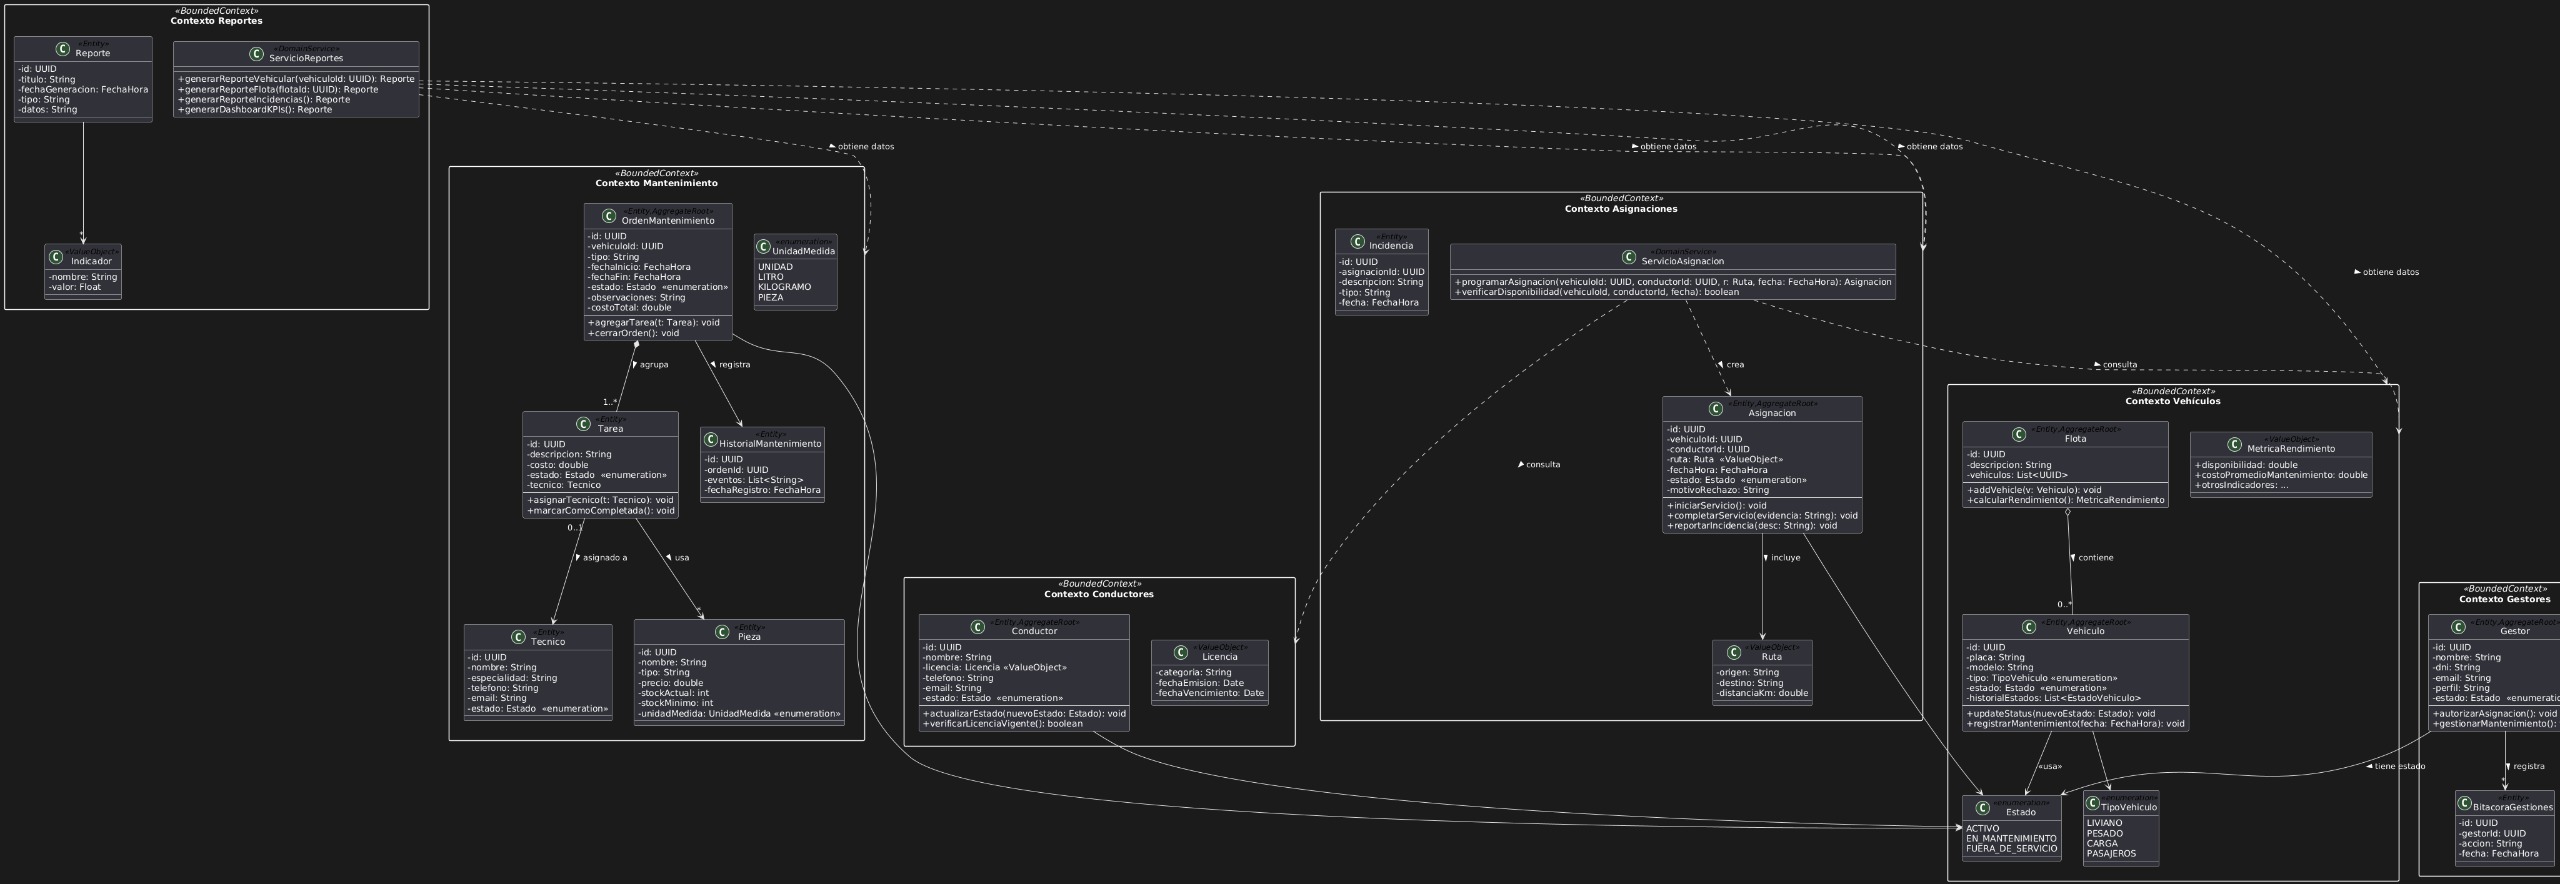 «BoundedContext»
Contexto Reportes
«Entity»
Reporte
-id: UUID
-titulo: String
-fechaGeneracion: FechaHora
-tipo: String
-datos: String
«DomainService»
ServicioReportes
+generarReporteVehicular(vehiculoId: UUID): Reporte
+generarReporteFlota(flotaId: UUID): Reporte
+generarReporteIncidencias(): Reporte
+generarDashboardKPIs(): Reporte
*
«ValueObject»
Indicador
-nombre: String
-valor: Float
obtiene datos
obtiene datos
obtiene datos
obtiene datos
«BoundedContext»
Contexto Mantenimiento
«Entity,AggregateRoot»
OrdenMantenimiento
-id: UUID
-vehiculoId: UUID
-tipo: String
-fechaInicio: FechaHora
-fechaFin: FechaHora
-estado: Estado «enumeration»
-observaciones: String
-costoTotal: double
+agregarTarea(t: Tarea): void
+cerrarOrden(): void
«enumeration»
UnidadMedida
UNIDAD
LITRO
KILOGRAMO
PIEZA
agrupa
registra
1..*
«Entity»
Tarea
-id: UUID
-descripcion: String
-costo: double
-estado: Estado «enumeration»
-tecnico: Tecnico
+asignarTecnico(t: Tecnico): void
+marcarComoCompletada(): void
«Entity»
HistorialMantenimiento
-id: UUID
-ordenId: UUID
-eventos: List<String>
-fechaRegistro: FechaHora
0..1
asignado a
usa
*
«Entity»
Tecnico
-id: UUID
-nombre: String
-especialidad: String
-telefono: String
-email: String
-estado: Estado «enumeration»
«Entity»
Pieza
-id: UUID
-nombre: String
-tipo: String
-precio: double
-stockActual: int
-stockMinimo: int
-unidadMedida: UnidadMedida «enumeration»
«BoundedContext»
Contexto Conductores
«Entity,AggregateRoot»
Conductor
-id: UUID
-nombre: String
-licencia: Licencia «ValueObject»
-telefono: String
-email: String
-estado: Estado «enumeration»
+actualizarEstado(nuevoEstado: Estado): void
+verificarLicenciaVigente(): boolean
«ValueObject»
Licencia
-categoria: String
-fechaEmision: Date
-fechaVencimiento: Date
«BoundedContext»
Contexto Asignaciones
«Entity»
Incidencia
-id: UUID
-asignacionId: UUID
-descripcion: String
-tipo: String
-fecha: FechaHora
«DomainService»
ServicioAsignacion
+programarAsignacion(vehiculoId: UUID, conductorId: UUID, r: Ruta, fecha: FechaHora): Asignacion
+verificarDisponibilidad(vehiculoId, conductorId, fecha): boolean
crea
consulta
consulta
«Entity,AggregateRoot»
Asignacion
-id: UUID
-vehiculoId: UUID
-conductorId: UUID
-ruta: Ruta «ValueObject»
-fechaHora: FechaHora
-estado: Estado «enumeration»
-motivoRechazo: String
+iniciarServicio(): void
+completarServicio(evidencia: String): void
+reportarIncidencia(desc: String): void
incluye
«ValueObject»
Ruta
-origen: String
-destino: String
-distanciaKm: double
«BoundedContext»
Contexto Vehículos
«Entity,AggregateRoot»
Flota
-id: UUID
-descripcion: String
-vehiculos: List<UUID>
+addVehicle(v: Vehiculo): void
+calcularRendimiento(): MetricaRendimiento
«ValueObject»
MetricaRendimiento
+disponibilidad: double
+costoPromedioMantenimiento: double
+otrosIndicadores: ...
contiene
0..*
«Entity,AggregateRoot»
Vehiculo
-id: UUID
-placa: String
-modelo: String
-tipo: TipoVehiculo «enumeration»
-estado: Estado «enumeration»
-historialEstados: List<EstadoVehiculo>
+updateStatus(nuevoEstado: Estado): void
+registrarMantenimiento(fecha: FechaHora): void
«usa»
«enumeration»
Estado
ACTIVO
EN_MANTENIMIENTO
FUERA_DE_SERVICIO
«enumeration»
TipoVehiculo
LIVIANO
PESADO
CARGA
PASAJEROS
«BoundedContext»
Contexto Gestores
«Entity,AggregateRoot»
Gestor
-id: UUID
-nombre: String
-dni: String
-email: String
-perfil: String
-estado: Estado
+autorizarAsignacion(): void
+gestionarMantenimiento():
tiene estado
registra
*
«Entity»
BitacoraGestiones
-id: UUID
-gestorId: UUID
-accion: String
-fecha: FechaHora